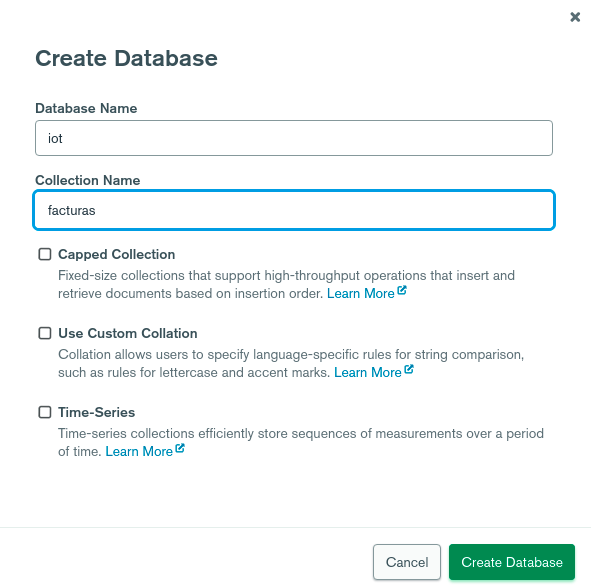 Create Database
Database Name
iot
Collection Name
facturas
Capped Collection
Fixed-size collections that support high-throughput operations that insert and
retrieve documents based on insertion order. Learn More
Use Custom Collation
Collation allows users to specify language-specific rules for string comparison,
such as rules for lettercase and accent marks. Learn More
Time-Series
Time-series collections efficiently store sequences of measurements over a period
of time. Learn More
Cancel
Create Database